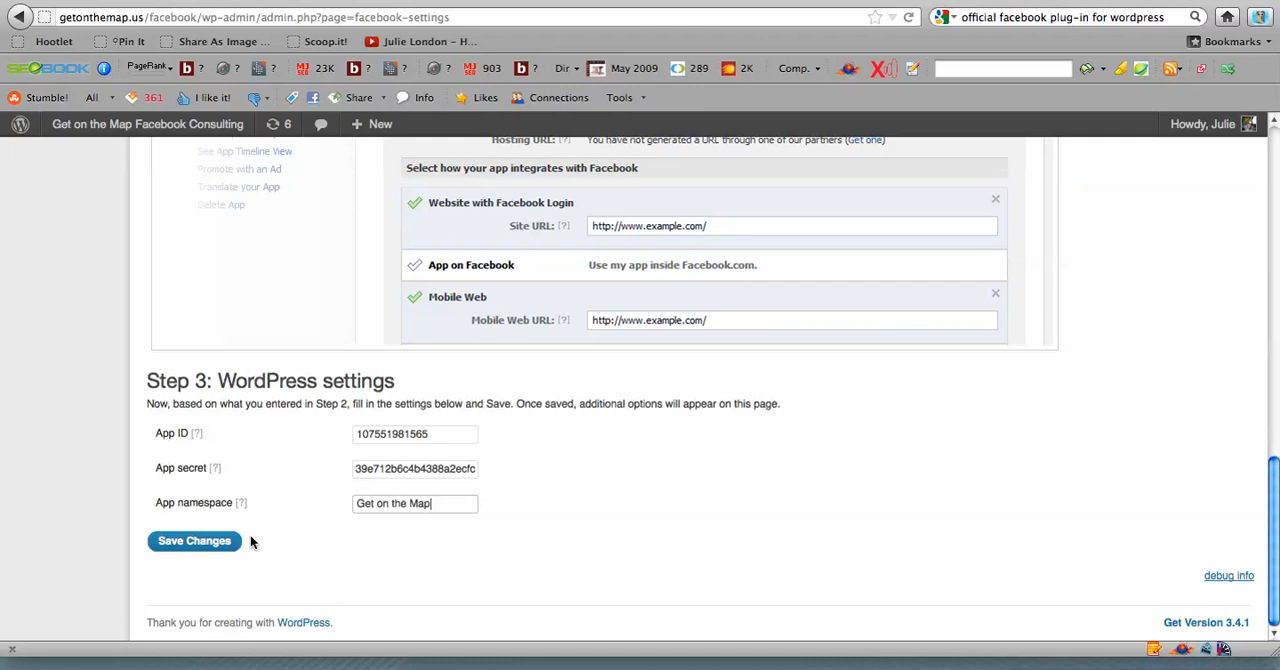 getonthemap.us/facebook/wp-admin/admin.php?page=facebook-settings
official facebook plug-in for wordpress
Hootlet Pin It Share As Image ... Scoop.it! Julie London – H... Bookmarks
SEOBOOK PageRank b ? ? ? 23K b ? ? ? 903 b ? Dir May 2009 289 2K Comp.
Stumble! All 361 I like it! Share Info Likes Connections Tools
Get on the Map Facebook Consulting 6 + New Howdy, Julie
Hosting URL: [?] You have not generated a URL through one of our partners (Get one)
See App Timeline View
Promote with an Ad
Translate your App
Delete App
Select how your app integrates with Facebook
Website with Facebook Login
Site URL: [?] http://www.example.com/
App on Facebook Use my app inside Facebook.com.
Mobile Web
Mobile Web URL: [?] http://www.example.com/
Step 3: WordPress settings
Now, based on what you entered in Step 2, fill in the settings below and Save. Once saved, additional options will appear on this page.
App ID [?] 107551981565
App secret [?] 39e712b6c4b4388a2ecfc
App namespace [?] Get on the Map
Save Changes
debug info
Thank you for creating with WordPress. Get Version 3.4.1